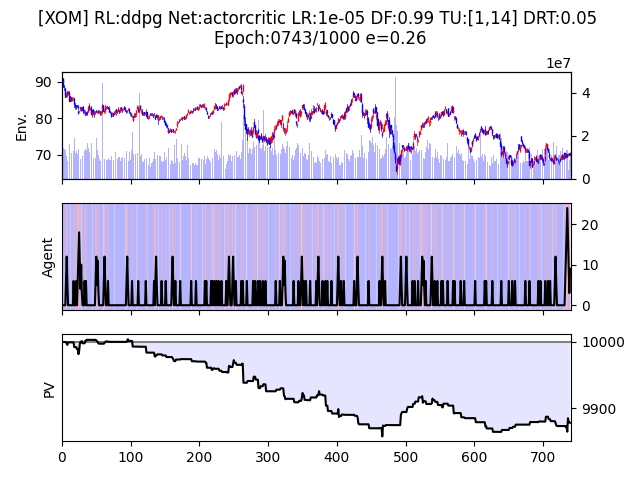 [XOM] RL:ddpg Net:actorcritic LR:1e-05 DF:0.99 TU:[1,14] DRT:0.05
Epoch:0743/1000 e=0.26
1e7
90
80
70
Env.
4
2
0
Agent
20
10
0
PV
10000
9900
0 100 200 300 400 500 600 700